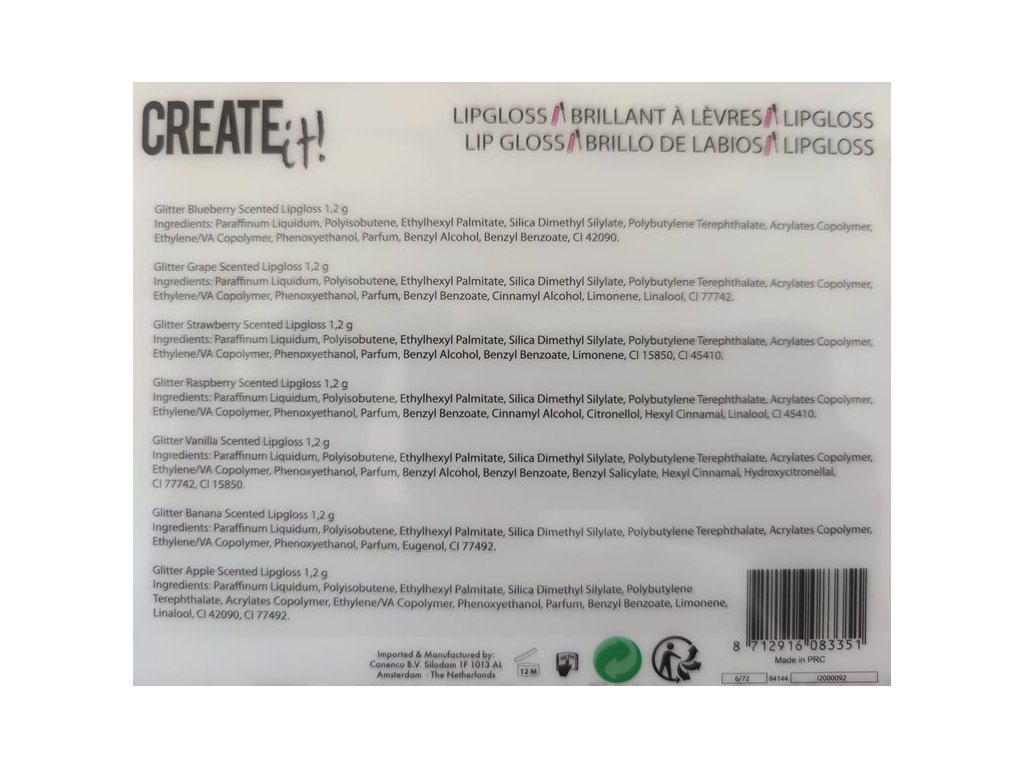 CREATE it!
LIPGLOSS BRILLANT À LÈVRES LIPGLOSS
LIP GLOSS BRILLO DE LABIOS LIPGLOSS
Glitter Blueberry Scented Lipgloss 1,2 g
Ingredients: Paraffinum Liquidum, Polyisobutene, Ethylhexyl Palmitate, Silica Dimethyl Silylate, Polybutylene Terephthalate, Acrylates Copolymer,
Ethylene/VA Copolymer, Phenoxyethanol, Parfum, Benzyl Alcohol, Benzyl Benzoate, CI 42090.
Glitter Grape Scented Lipgloss 1,2 g
Ingredients: Paraffinum Liquidum, Polyisobutene, Ethylhexyl Palmitate, Silica Dimethyl Silylate, Polybutylene Terephthalate, Acrylates Copolymer,
Ethylene/VA Copolymer, Phenoxyethanol, Parfum, Benzyl Benzoate, Cinnamyl Alcohol, Limonene, Linalool, CI 77742.
Glitter Strawberry Scented Lipgloss 1,2 g
Ingredients: Paraffinum Liquidum, Polyisobutene, Ethylhexyl Palmitate, Silica Dimethyl Silylate, Polybutylene Terephthalate, Acrylates Copolymer,
Ethylene/VA Copolymer, Phenoxyethanol, Parfum, Benzyl Alcohol, Benzyl Benzoate, Limonene, CI 15850, CI 45410.
Glitter Raspberry Scented Lipgloss 1,2 g
Ingredients: Paraffinum Liquidum, Polyisobutene, Ethylhexyl Palmitate, Silica Dimethyl Silylate, Polybutylene Terephthalate, Acrylates Copolymer,
Ethylene/VA Copolymer, Phenoxyethanol, Parfum, Benzyl Benzoate, Cinnamyl Alcohol, Citronellol, Hexyl Cinnamal, Linalool, CI 45410.
Glitter Vanilla Scented Lipgloss 1,2 g
Ingredients: Paraffinum Liquidum, Polyisobutene, Ethylhexyl Palmitate, Silica Dimethyl Silylate, Polybutylene Terephthalate, Acrylates Copolymer,
Ethylene/VA Copolymer, Phenoxyethanol, Parfum, Benzyl Alcohol, Benzyl Benzoate, Benzyl Salicylate, Hexyl Cinnamal, Hydroxycitronellal,
CI 77742, CI 15850.
Glitter Banana Scented Lipgloss 1,2 g
Ingredients: Paraffinum Liquidum, Polyisobutene, Ethylhexyl Palmitate, Silica Dimethyl Silylate, Polybutylene Terephthalate, Acrylates Copolymer,
Ethylene/VA Copolymer, Phenoxyethanol, Parfum, Eugenol, CI 77492.
Glitter Apple Scented Lipgloss 1,2 g
Ingredients: Paraffinum Liquidum, Polyisobutene, Ethylhexyl Palmitate, Silica Dimethyl Silylate, Polybutylene
Terephthalate, Acrylates Copolymer, Ethylene/VA Copolymer, Phenoxyethanol, Parfum, Benzyl Benzoate, Limonene,
Linalool, CI 42090, CI 77492.
Imported & Manufactured by:
Canenco B.V. Silodam 1F 1013 AL
Amsterdam - The Netherlands
12 M
8 712916 083351
Made in PRC
6/72 84144 I2000092